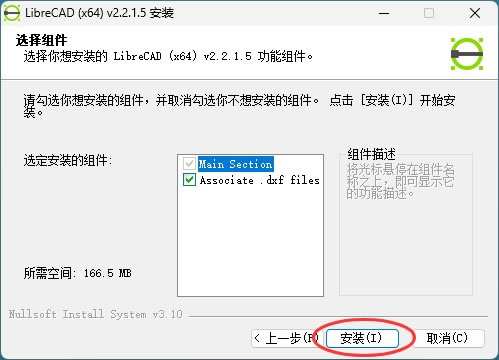 LibreCAD (x64) v2.2.1.5 安装
选择组件
选择你想安装的 LibreCAD (x64) v2.2.1.5 功能组件。
请勾选你想安装的组件，并取消勾选你不想安装的组件。 点击 [安装(I)] 开始安
装。
选定安装的组件:
Main Section
Associate .dxf files
组件描述
将光标悬停在组件名
称之上，即可显示它
的功能描述。
所需空间: 166.5 MB
Nullsoft Install System v3.10
< 上一步(P)
安装(I)
取消(C)